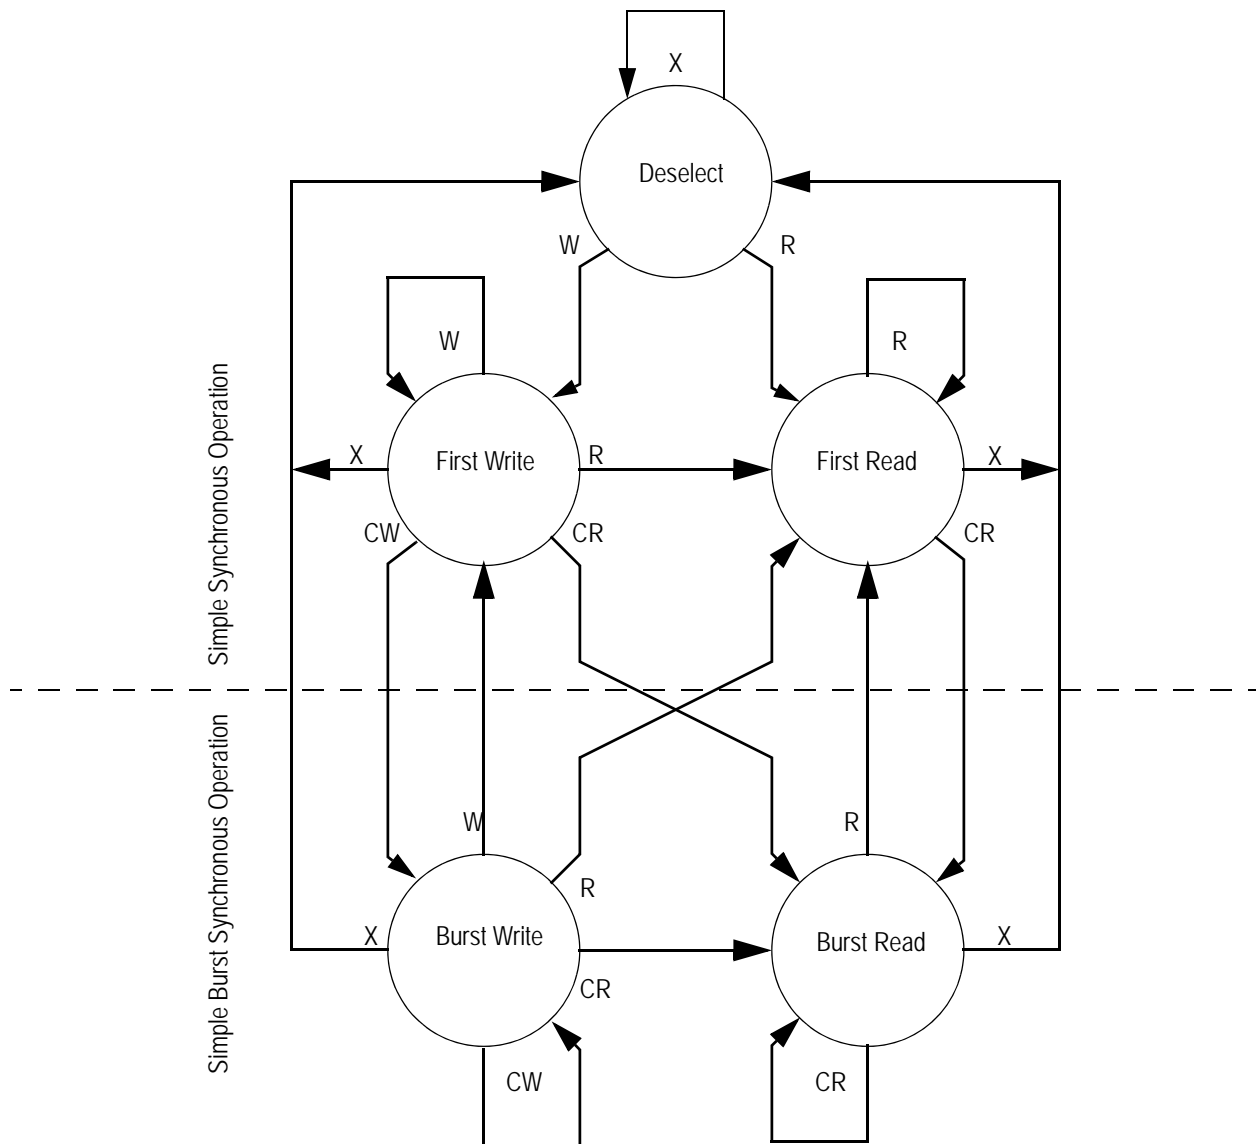 X
Deselect
W
R
W
R
Simple Synchronous Operation
X
First Write
R
First Read
X
CW
CR
CR
Simple Burst Synchronous Operation
W
R
R
X
Burst Write
Burst Read
X
CR
CW
CR